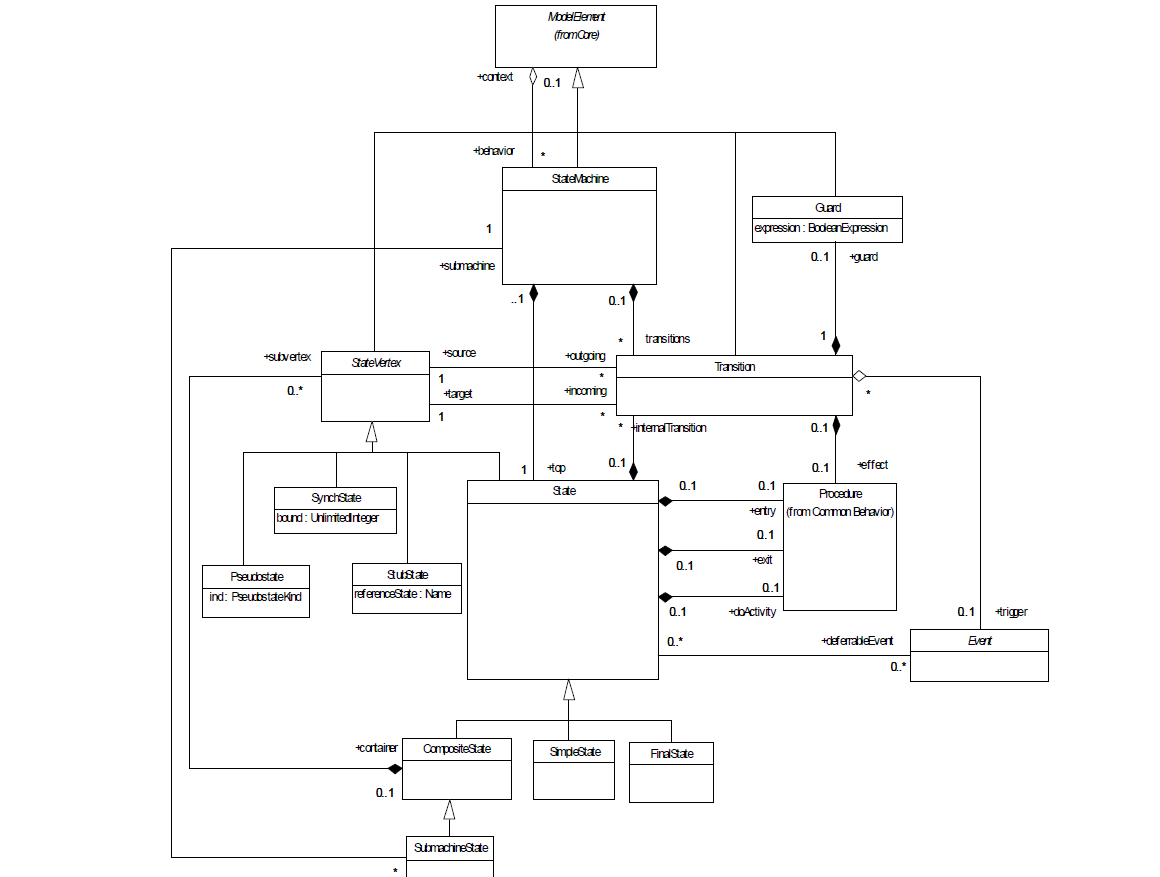 ModelElement
(from Core)
+context
0..1
+behavior
*
StateMachine
1
+submachine
..1
0..1
Guard
expression : BooleanExpression
0..1
+guard
*
transitions
1
+subvertex
0..*
StateVertex
+source
1
+outgoing
*
+target
1
+incoming
*
Transition
*
* +internalTransition
0..1
0..1
0..1
+effect
1
+top
State
SynchState
bound : UnlimitedInteger
Pseudostate
ind : PseudostateKind
StubState
referenceState : Name
0..1
0..1
+entry
0..1
0..1
+exit
0..1
0..1
+doActivity
Procedure
(from Common Behavior)
0..1
+trigger
0..*
+deferrableEvent
0..*
Event
+container
0..1
CompositeState
SimpleState
FinalState
SubmachineState
*